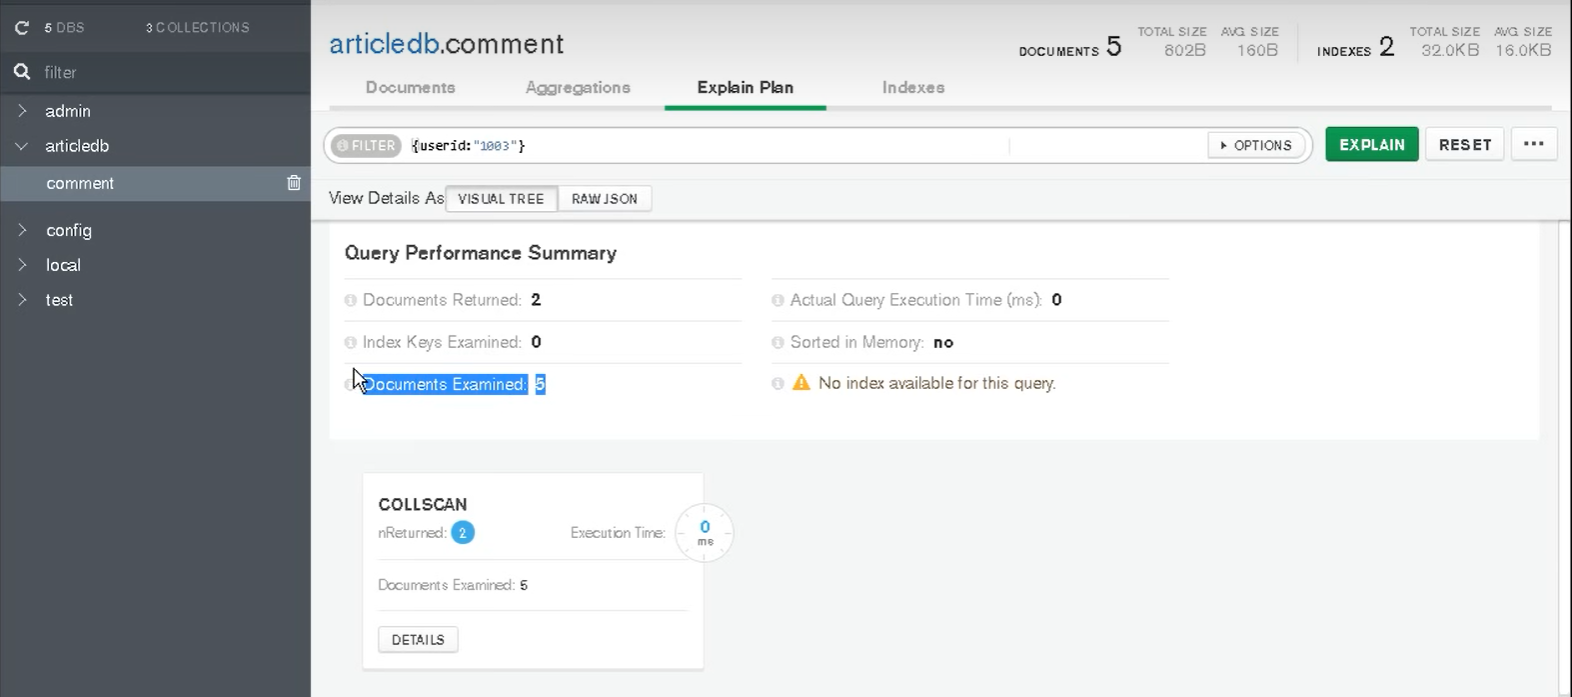 5 DBS 3 COLLECTIONS
filter
admin
articledb
comment
config
local
test
articledb.comment
DOCUMENTS 5 TOTAL SIZE 802B AVG. SIZE 160B INDEXES 2 TOTAL SIZE 32.0KB AVG. SIZE 16.0KB
Documents Aggregations Explain Plan Indexes
FILTER {userid:"1003"} OPTIONS EXPLAIN RESET ...
View Details As VISUAL TREE RAW JSON
Query Performance Summary
Documents Returned: 2 Actual Query Execution Time (ms): 0
Index Keys Examined: 0 Sorted in Memory: no
Documents Examined: 5 No index available for this query.
COLLSCAN
nReturned: 2 Execution Time: 0 ms
Documents Examined: 5
DETAILS